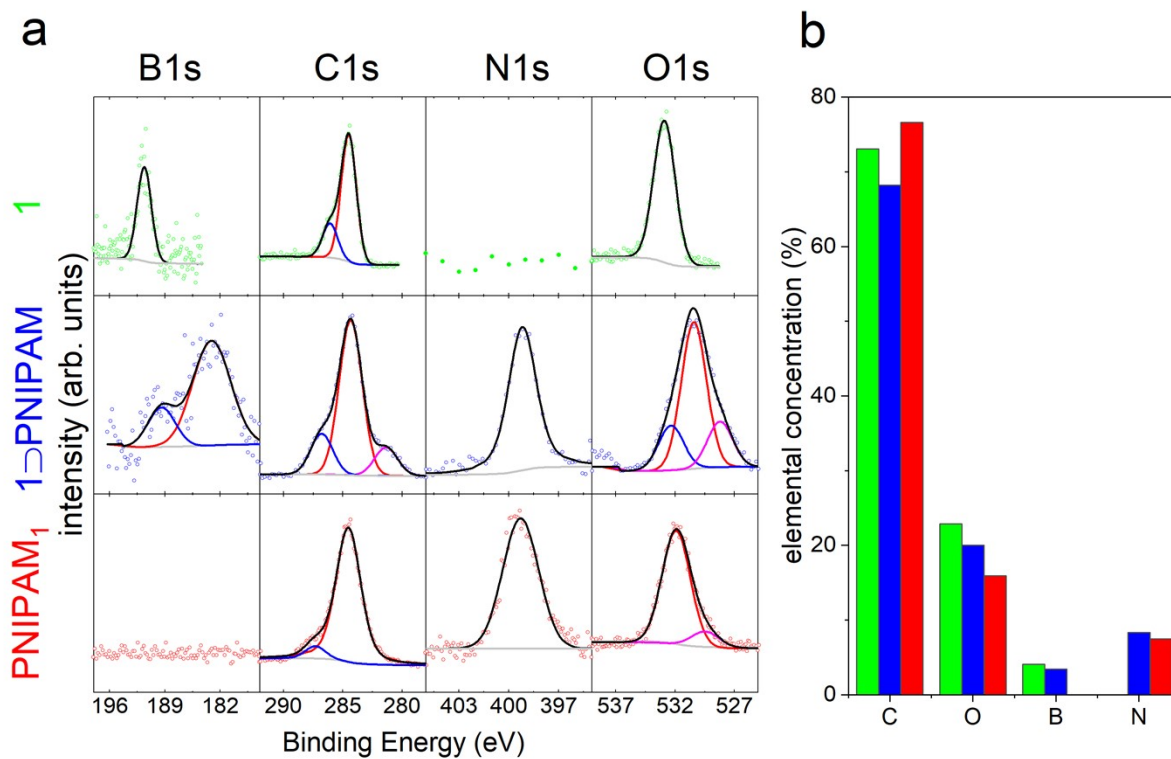 a
b
B1s C1s N1s O1s
1
1⊃PNIPAM
PNIPAM₁
intensity (arb. units)
196 189 182 290 285 280 403 400 397 537 532 527
Binding Energy (eV)
elemental concentration (%)
80
60
40
20
0
C O B N